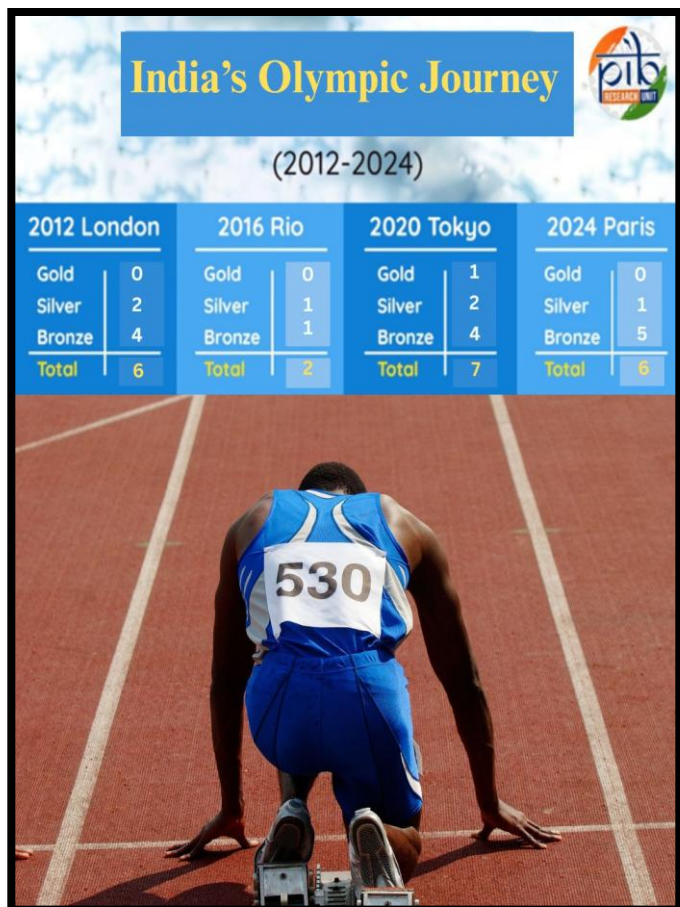 India's Olympic Journey
pib
RESEARCH UNIT
(2012-2024)
2012 London
Gold 0
Silver 2
Bronze 4
Total 6
2016 Rio
Gold 0
Silver 1
Bronze 1
Total 2
2020 Tokyo
Gold 1
Silver 2
Bronze 4
Total 7
2024 Paris
Gold 0
Silver 1
Bronze 5
Total 6
530